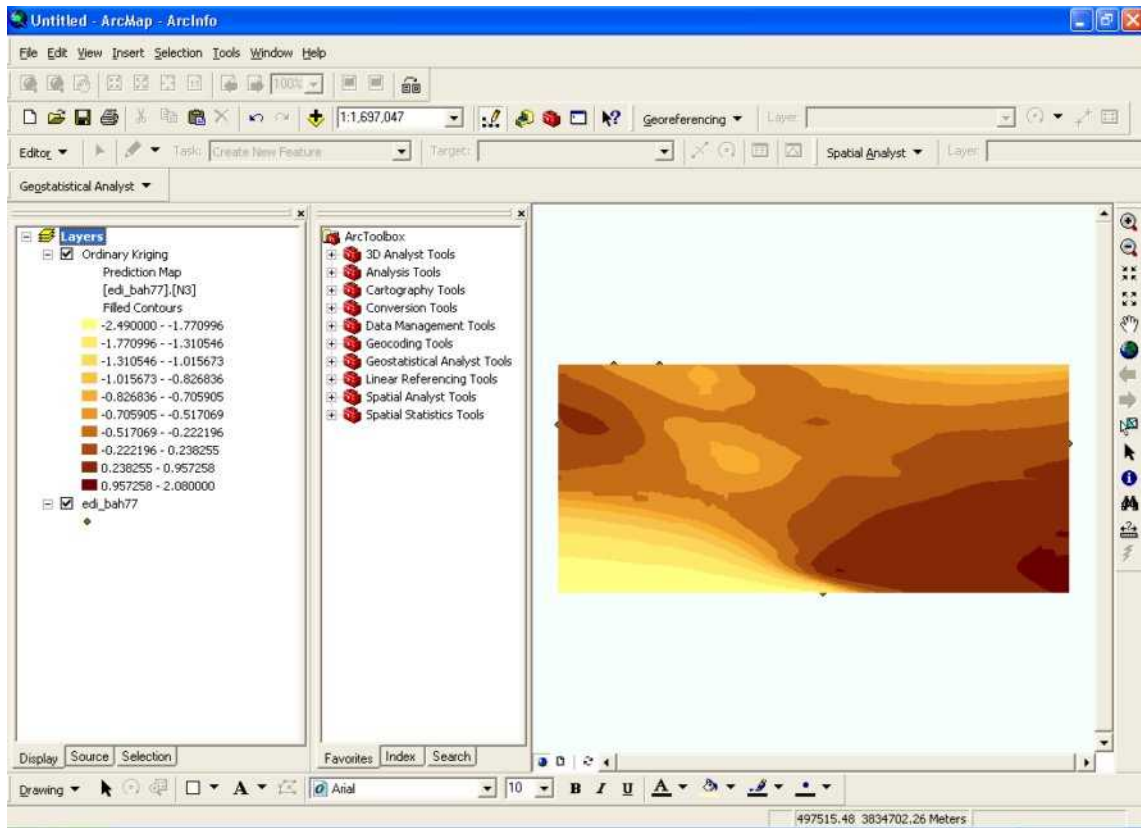 Untitled - ArcMap - ArcInfo
File Edit View Insert Selection Tools Window Help
100%
1:1,697,047 Georeferencing Layer:
Editor Task: Create New Feature Target: Spatial Analyst Layer:
Geostatistical Analyst
Layers
Ordinary Kriging
Prediction Map
[edi_bah77].[N3]
Filled Contours
-2.490000 - -1.770996
-1.770996 - -1.310546
-1.310546 - -1.015673
-1.015673 - -0.826836
-0.826836 - -0.705905
-0.705905 - -0.517069
-0.517069 - -0.222196
-0.222196 - 0.238255
0.238255 - 0.957258
0.957258 - 2.080000
edi_bah77
Display Source Selection
ArcToolbox
3D Analyst Tools
Analysis Tools
Cartography Tools
Conversion Tools
Data Management Tools
Geocoding Tools
Geostatistical Analyst Tools
Linear Referencing Tools
Spatial Analyst Tools
Spatial Statistics Tools
Favorites Index Search
Drawing A Arial 10 B I U A
497515.48 3834702.26 Meters